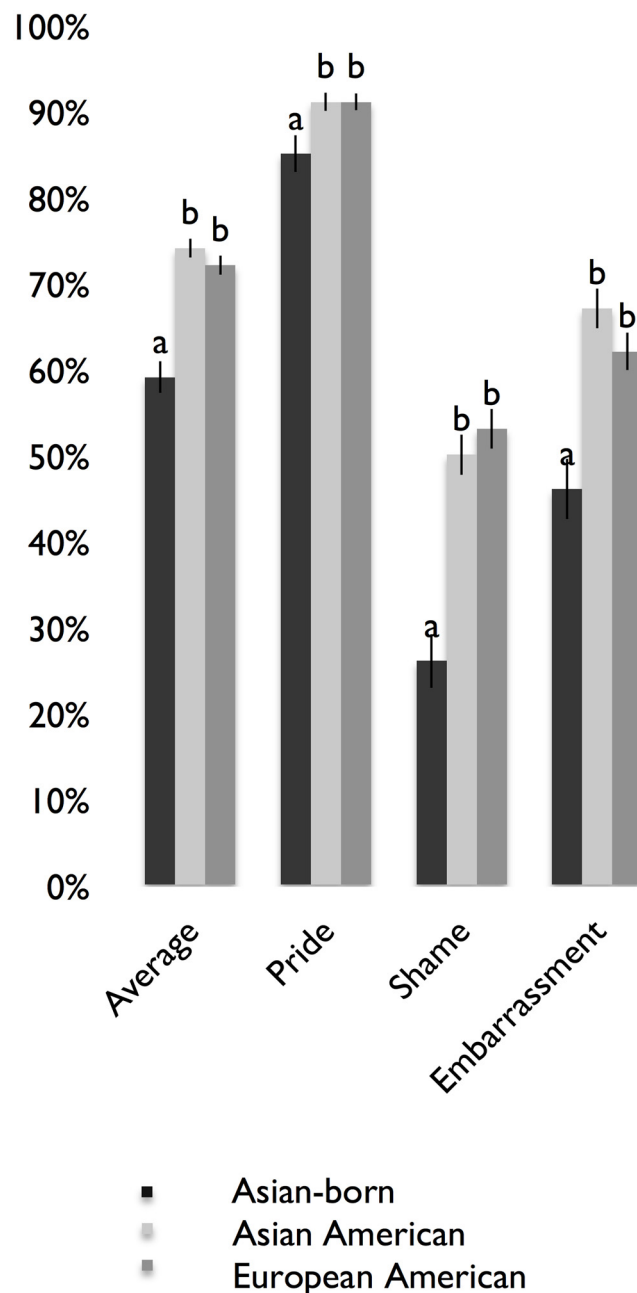 100%
90%
80%
70%
60%
50%
40%
30%
20%
10%
0%
a b b
a b b
a b b
a b b
Average
Pride
Shame
Embarrassment
Asian-born
Asian American
European American